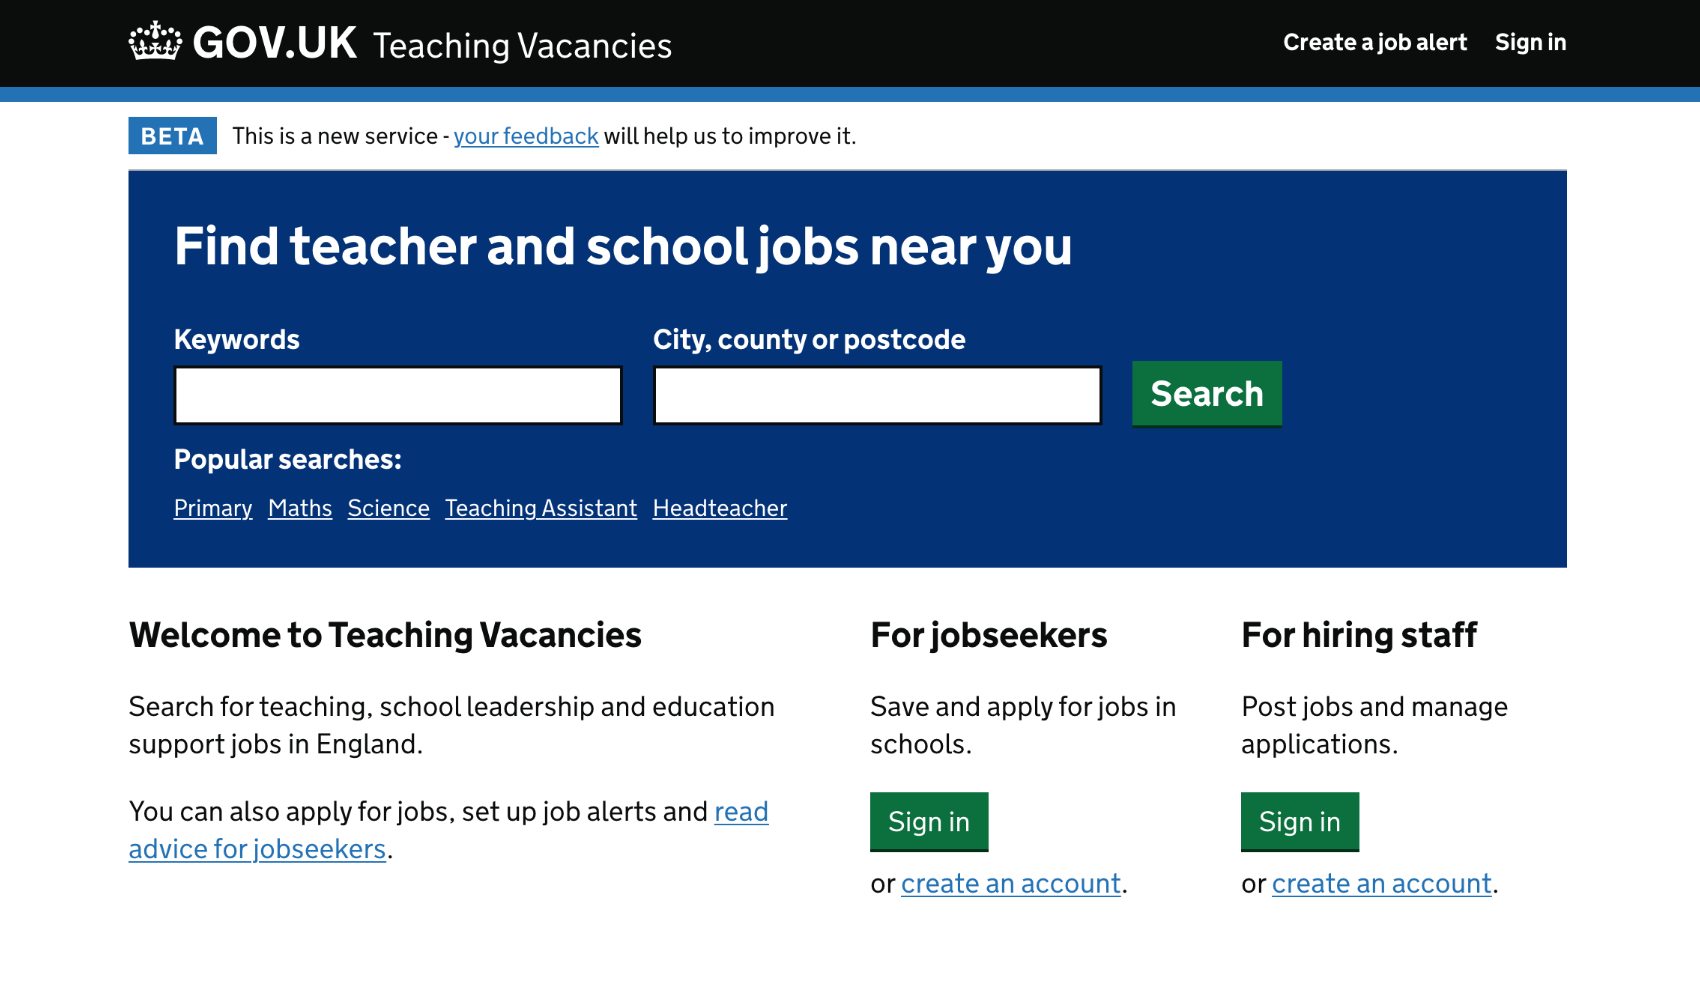 GOV.UK Teaching Vacancies
Create a job alert Sign in
BETA This is a new service - your feedback will help us to improve it.
Find teacher and school jobs near you
Keywords
City, county or postcode
Search
Popular searches:
Primary Maths Science Teaching Assistant Headteacher
Welcome to Teaching Vacancies
Search for teaching, school leadership and education
support jobs in England.
You can also apply for jobs, set up job alerts and read
advice for jobseekers.
For jobseekers
Save and apply for jobs in
schools.
Sign in
or create an account.
For hiring staff
Post jobs and manage
applications.
Sign in
or create an account.